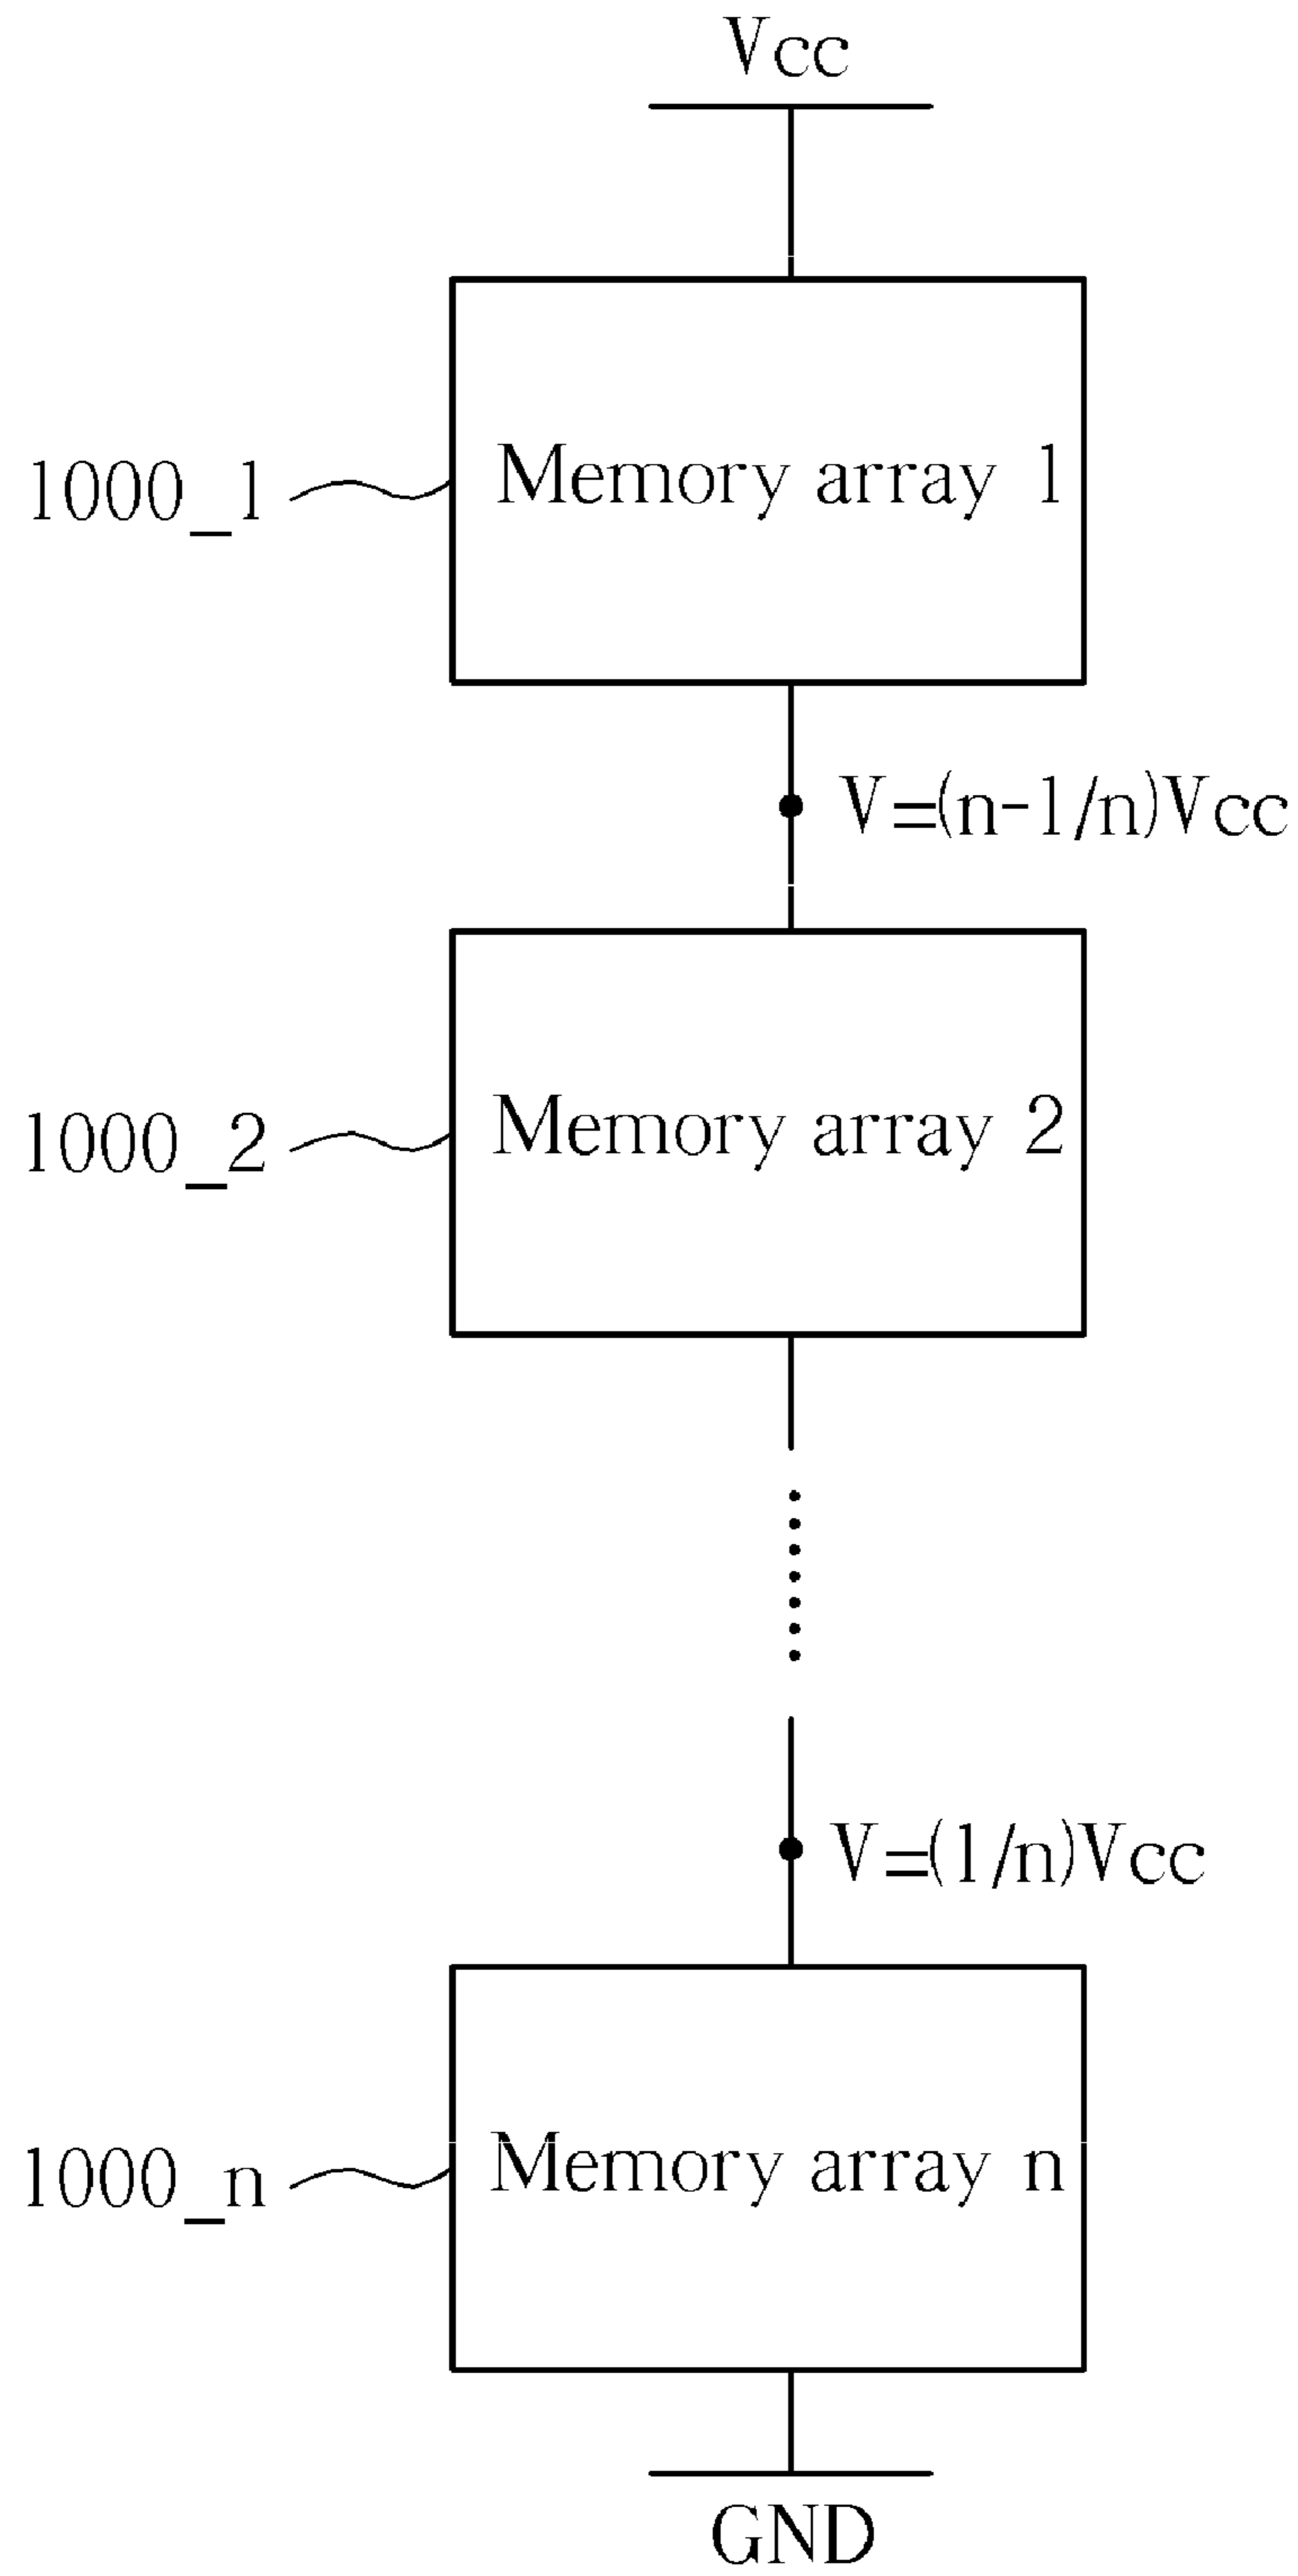 Vcc
1000_1
Memory array 1
V=(n-1/n)Vcc
1000_2
Memory array 2
V=(1/n)Vcc
1000_n
Memory array n
GND